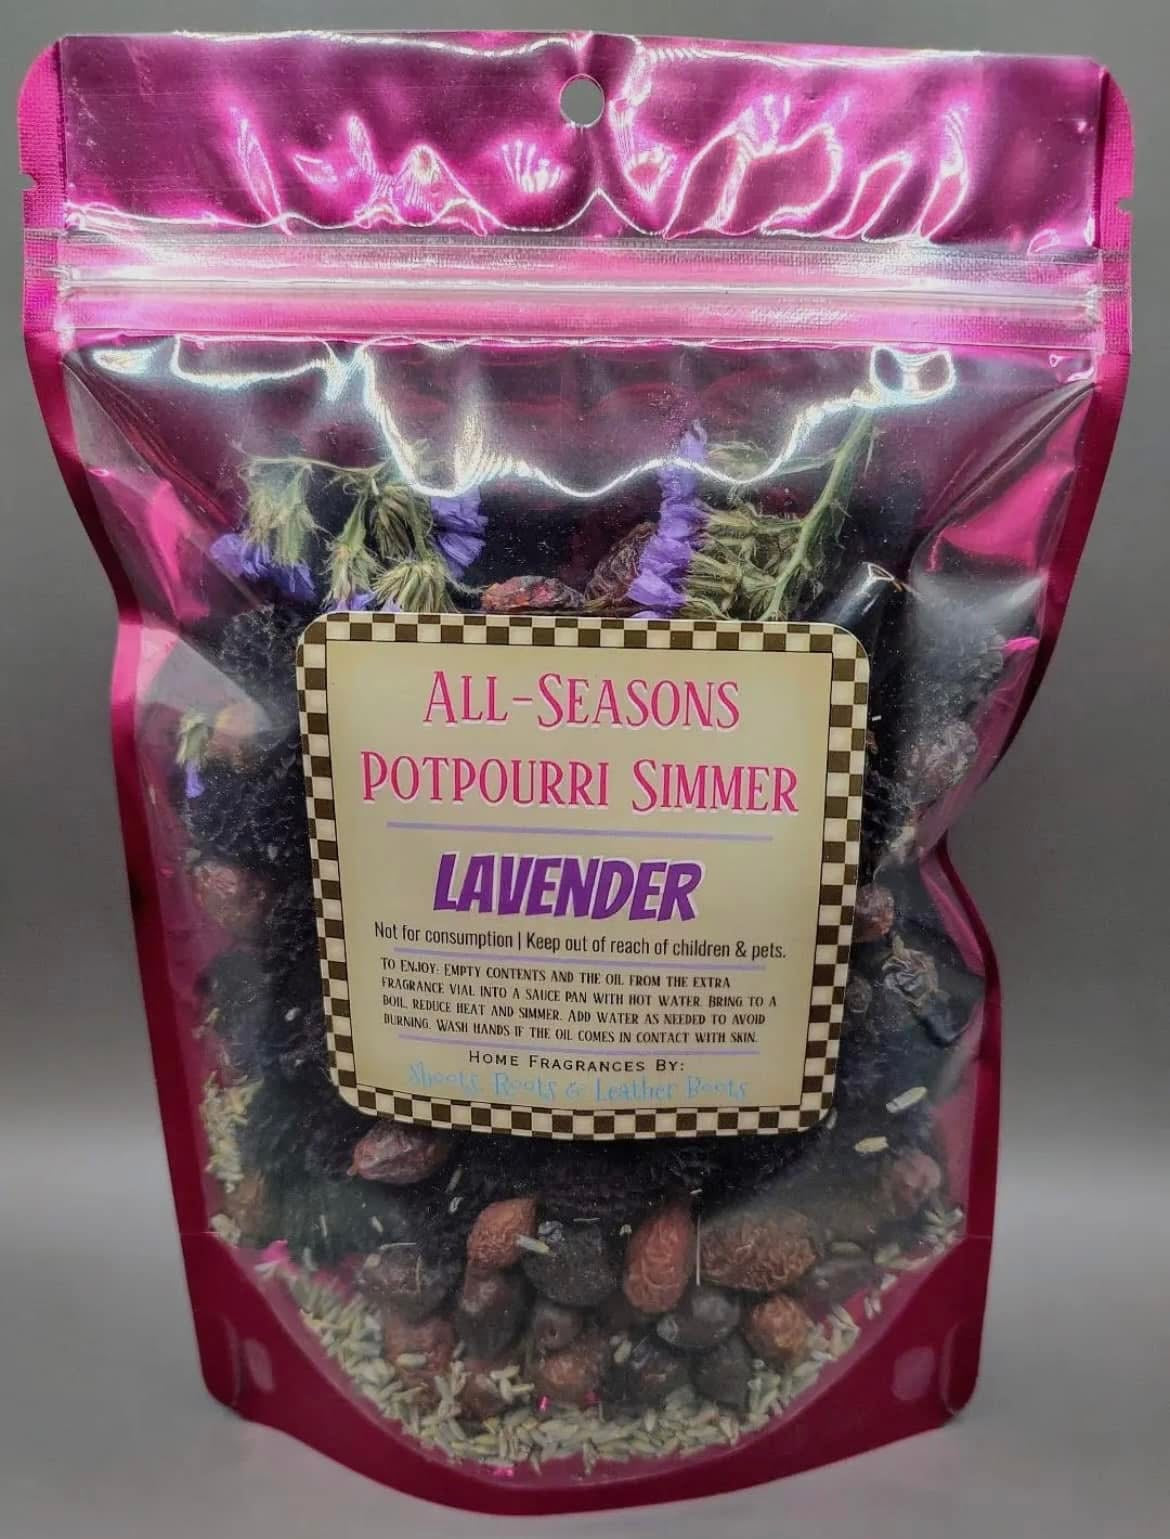 All-Seasons
Potpourri Simmer
LAVENDER
Not for consumption | Keep out of reach of children & pets.
To Enjoy: Empty contents and the oil from the extra
fragrance vial into a sauce pan with hot water. Bring to a
boil, reduce heat and simmer. Add water as needed to avoid
burning. Wash hands if the oil comes in contact with skin.
Home Fragrances By:
Shoots, Roots & Leather Boots